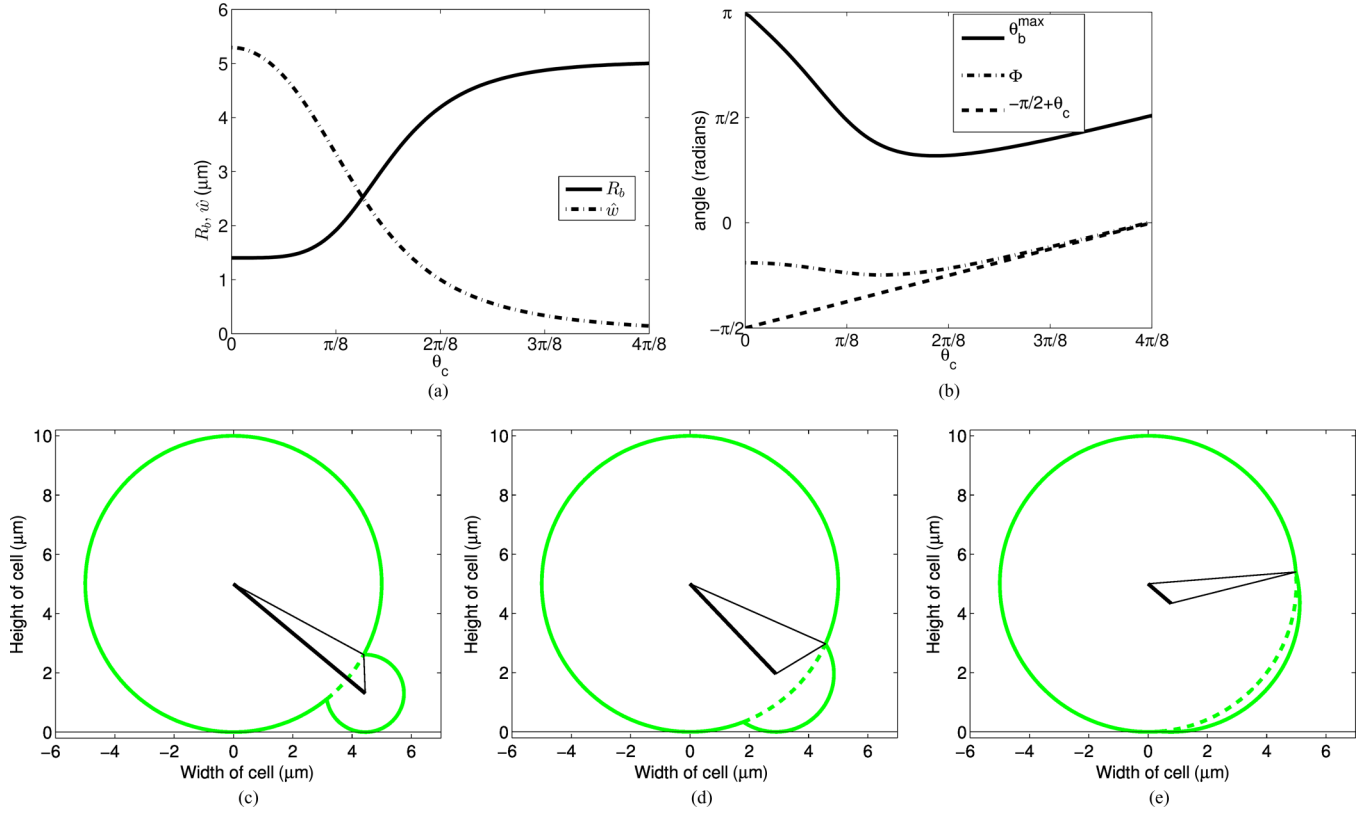 6
5
4
3
2
1
0
R_b, ŵ (μm)
R_b
ŵ
0 π/8 2π/8 3π/8 4π/8
θ_c
(a)
π
π/2
0
−π/2
angle (radians)
θ_b^max
Φ
−π/2+θ_c
0 π/8 2π/8 3π/8 4π/8
θ_c
(b)
10
8
6
4
2
0
Height of cell (μm)
−6 −4 −2 0 2 4 6
Width of cell (μm)
(c)
10
8
6
4
2
0
Height of cell (μm)
−6 −4 −2 0 2 4 6
Width of cell (μm)
(d)
10
8
6
4
2
0
Height of cell (μm)
−6 −4 −2 0 2 4 6
Width of cell (μm)
(e)